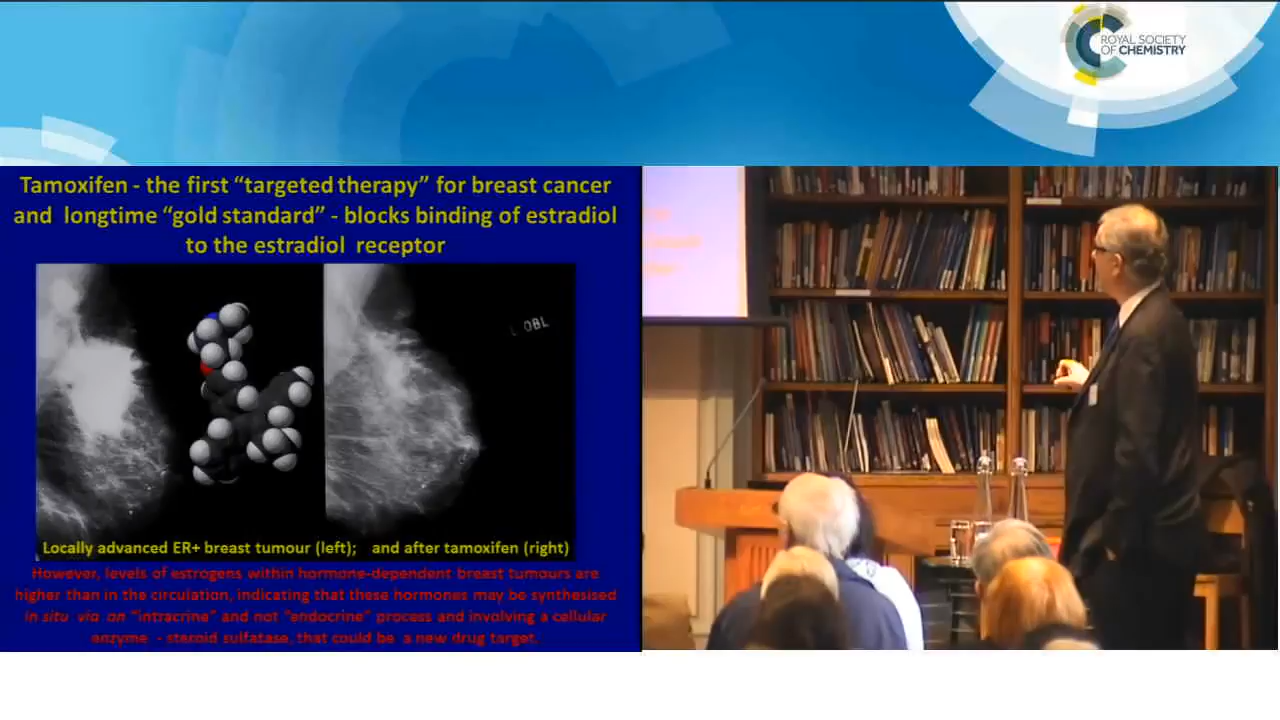 ROYAL SOCIETY
OF CHEMISTRY
Tamoxifen - the first “targeted therapy” for breast cancer
and longtime “gold standard” - blocks binding of estradiol
to the estradiol receptor
L OBL
Locally advanced ER+ breast tumour (left); and after tamoxifen (right)
However, levels of estrogens within hormone-dependent breast tumours are
higher than in the circulation, indicating that these hormones may be synthesised
in situ via an “intracrine” and not “endocrine” process and involving a cellular
enzyme - steroid sulfatase, that could be a new drug target.